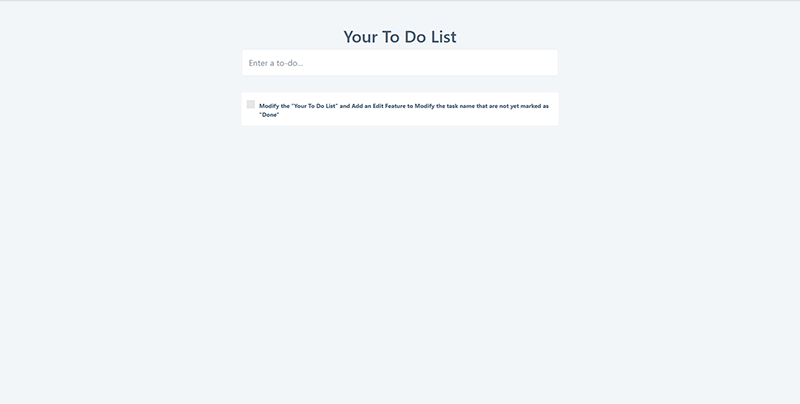 Your To Do List
Enter a to-do...
Modify the "Your To Do List" and Add an Edit Feature to Modify the task name that are not yet marked as
"Done"